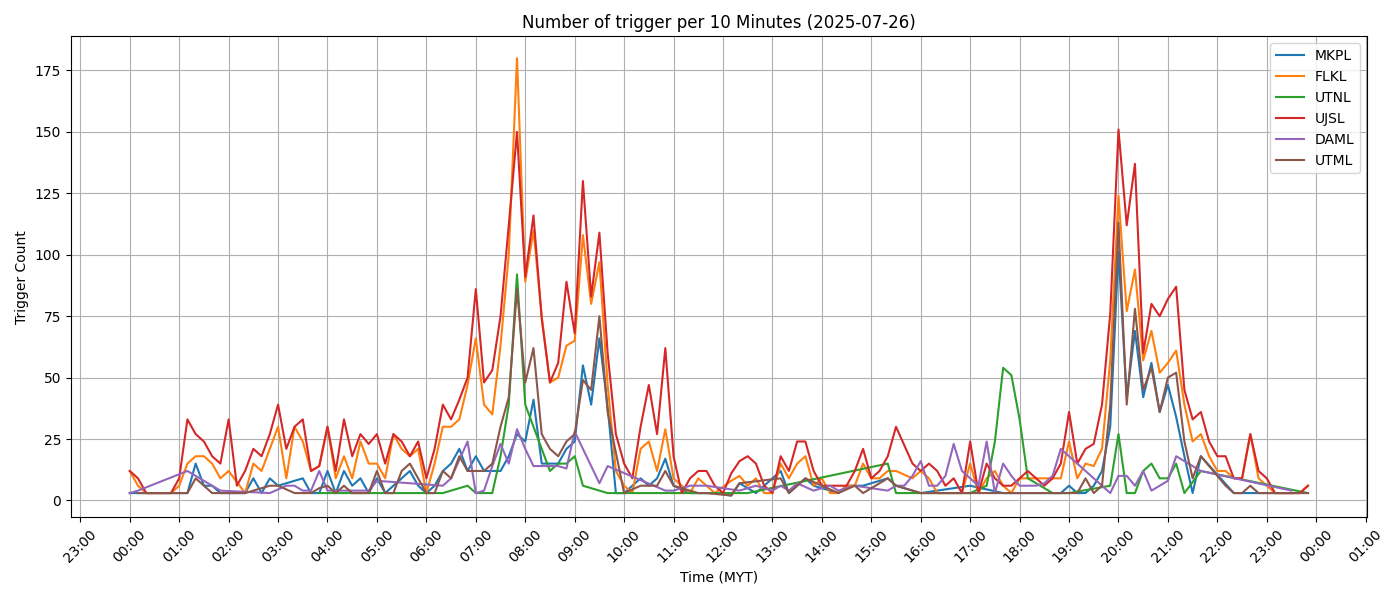 Number of trigger per 10 Minutes (2025-07-26)
MKPL
FLKL
UTNL
UJSL
DAML
UTML
Trigger Count
175
150
125
100
75
50
25
0
23:00 00:00 01:00 02:00 03:00 04:00 05:00 06:00 07:00 08:00 09:00 10:00 11:00 12:00 13:00 14:00 15:00 16:00 17:00 18:00 19:00 20:00 21:00 22:00 23:00 00:00 01:00
Time (MYT)